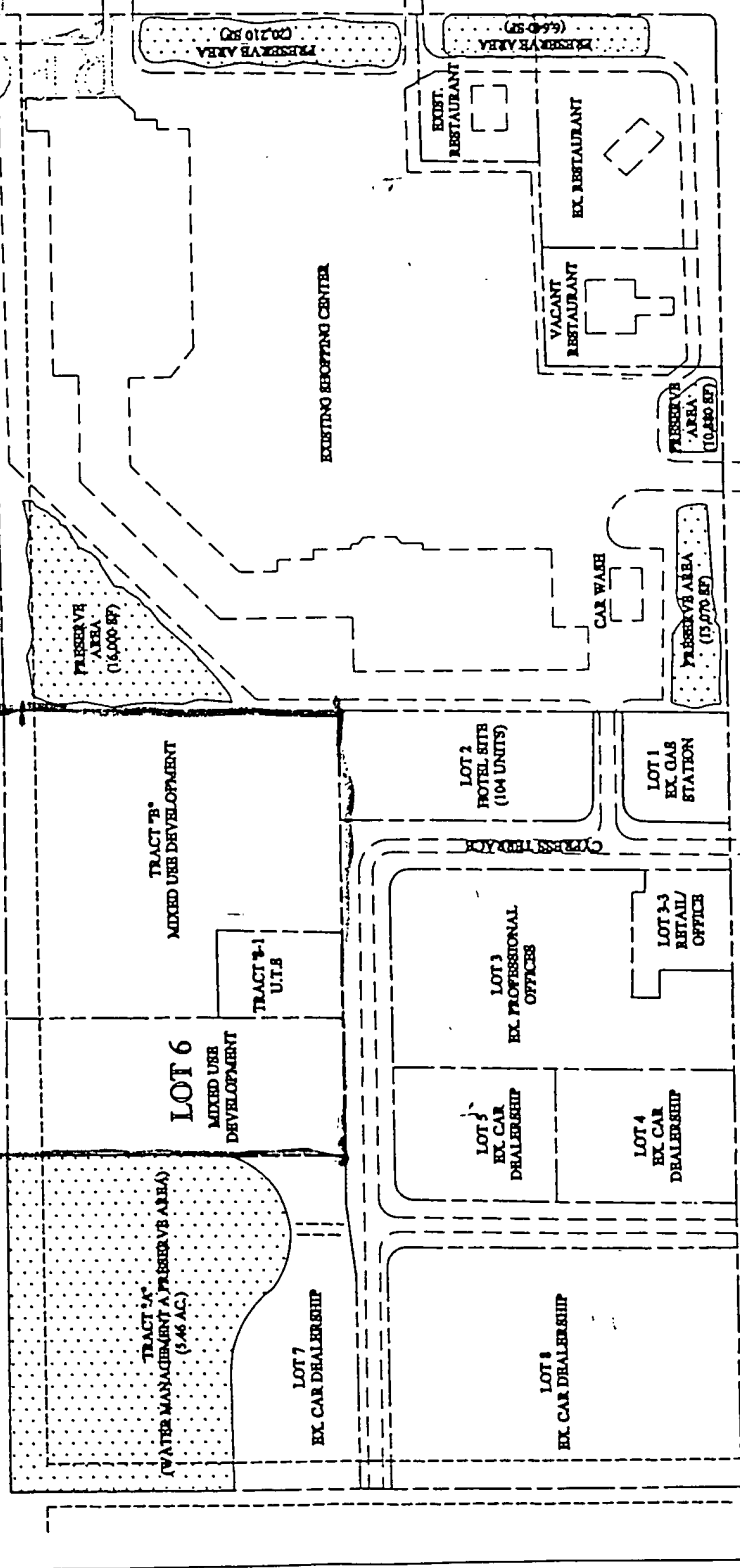 PRESERVE AREA
(20,210 SF)
PRESERVE AREA
(6,640 SF)
EXIST.
RESTAURANT
EX. RESTAURANT
VACANT
RESTAURANT
EXISTING SHOPPING CENTER
PRESERVE
AREA
(10,880 SF)
PRESERVE
AREA
(16,000 SF)
CAR WASH
PRESERVE AREA
(15,070 SF)
TRACT "B"
MIXED USE DEVELOPMENT
LOT 2
HOTEL SITE
(104 UNITS)
LOT 1
EX. GAS
STATION
CYPRESS TERRACE
TRACT "B-1
U.T.E
LOT 3
EX. PROFESSIONAL
OFFICES
LOT 3-3
RETAIL/
OFFICE
LOT 6
MIXED USE
DEVELOPMENT
LOT 5
EX. CAR
DEALERSHIP
LOT 4
EX. CAR
DEALERSHIP
TRACT "A"
(WATER MANAGEMENT A PRESERVE AREA)
(5.46 AC.)
LOT 7
EX. CAR DEALERSHIP
LOT 8
EX. CAR DEALERSHIP